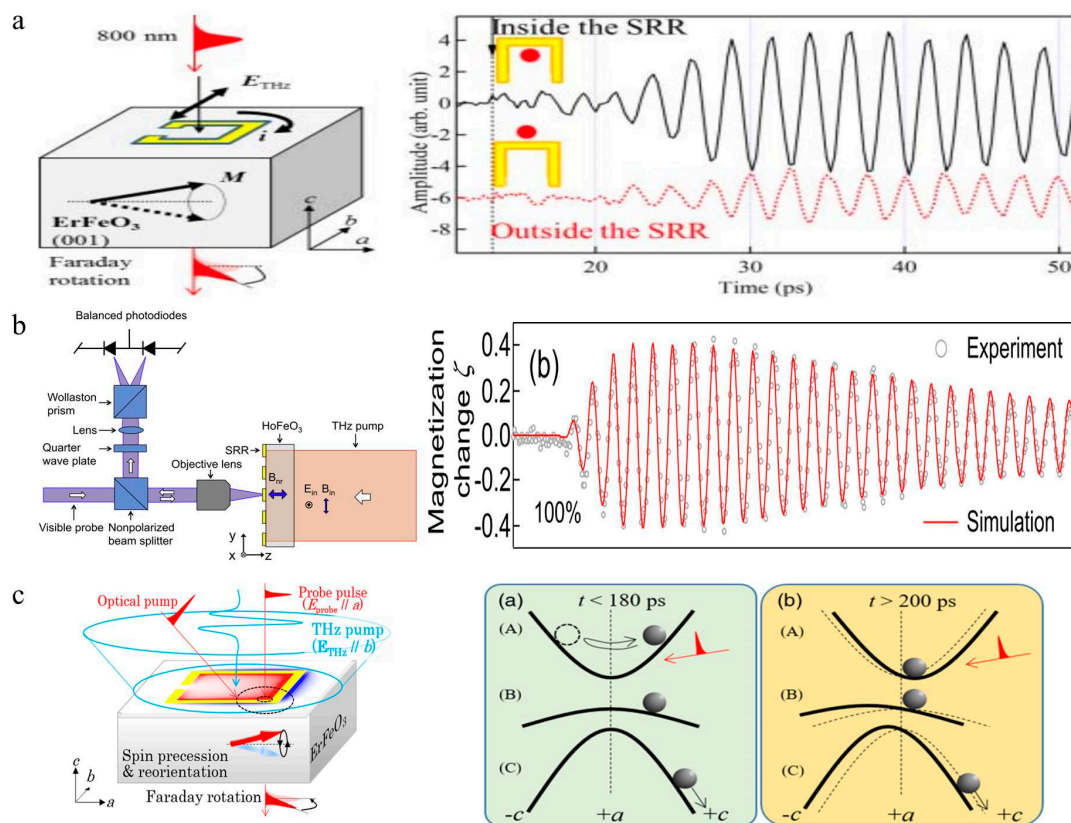 a
800 nm
E_THz
i
M
ErFeO₃
(001)
c
b
a
Faraday
rotation
Inside the SRR
Outside the SRR
Amplitude (arb. unit)
4
2
0
-2
-4
-6
-8
20
30
40
50
Time (ps)
b
Balanced photodiodes
Wollaston
prism
Lens
Quarter
wave plate
Objective lens
SRR
HoFeO₃
THz pump
B_nr
E_in B_in
Visible probe
Nonpolarized
beam splitter
y
x
z
(b)
Magnetization
change ζ
0.4
0.2
0.0
-0.2
-0.4
100%
Experiment
Simulation
c
Optical pump
Probe pulse
(E_probe // a)
THz pump
(E_THz // b)
Spin precession
& reorientation
ErFeO₃
c
b
a
Faraday rotation
(a)
t < 180 ps
(A)
(B)
(C)
-c
+a
+c
(b)
t > 200 ps
(A)
(B)
(C)
-c
+a
+c